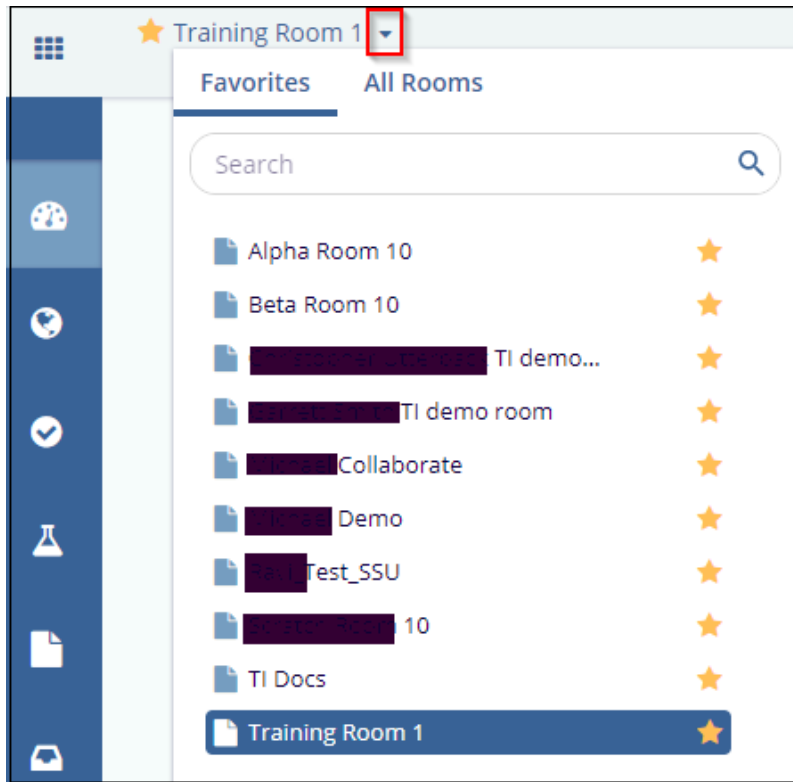 Training Room 1
Favorites All Rooms
Search
Alpha Room 10
Beta Room 10
TI demo...
TI demo room
Collaborate
Demo
Test_SSU
10
TI Docs
Training Room 1